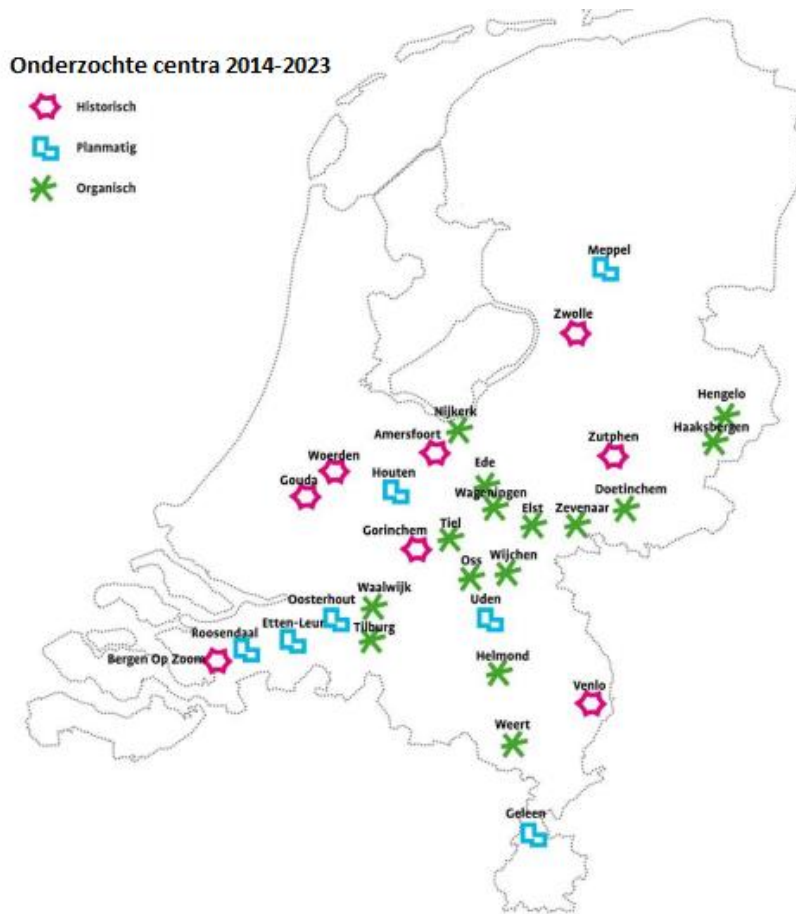 Onderzochte centra 2014-2023
Historisch
Planmatig
Organisch
Meppel
Zwolle
Hengelo
Nijkerk
Haaksbergen
Amersfoort
Zutphen
Woerden
Ede
Houten
Gouda
Wageningen
Doetinchem
Elst
Zevenaar
Tiel
Gorinchem
Oss
Wijchen
Waalwijk
Oosterhout
Uden
Etten-Leur
Tilburg
Roosendaal
Bergen Op Zoom
Helmond
Venlo
Weert
Geleen